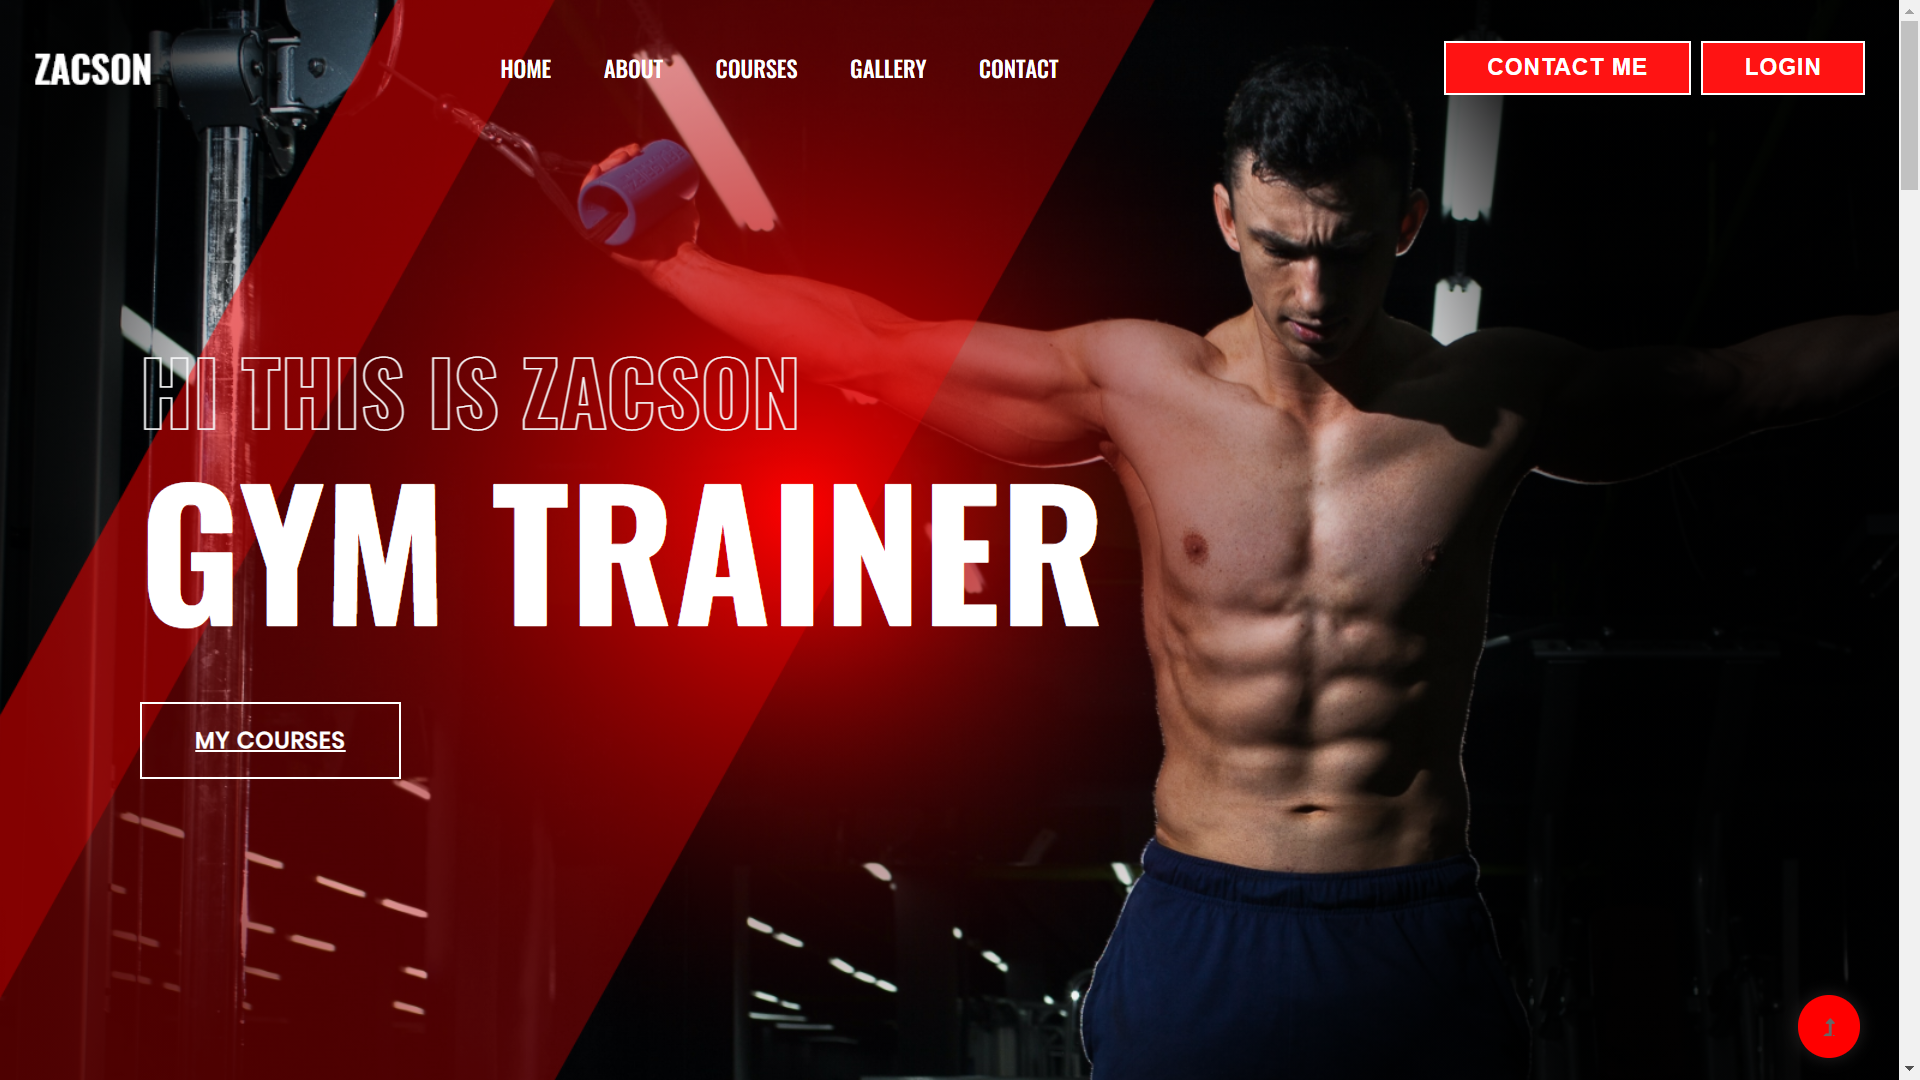 ZACSON
HOME ABOUT COURSES GALLERY CONTACT
CONTACT ME LOGIN
HI THIS IS ZACSON
GYM TRAINER
MY COURSES